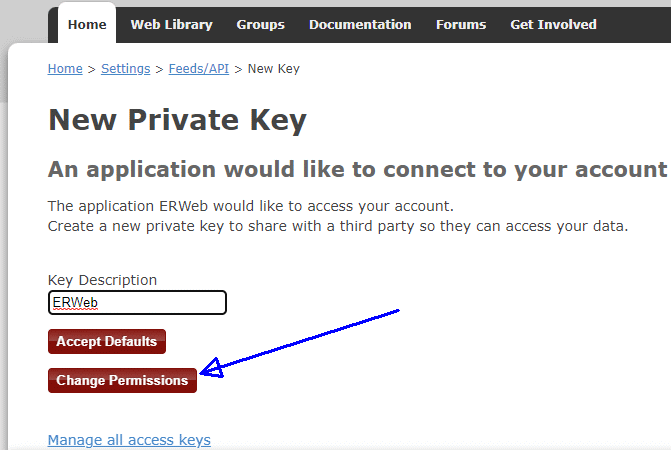 Home Web Library Groups Documentation Forums Get Involved
Home > Settings > Feeds/API > New Key
New Private Key
An application would like to connect to your account
The application ERWeb would like to access your account.
Create a new private key to share with a third party so they can access your data.
Key Description
ERWeb
Accept Defaults
Change Permissions
Manage all access keys